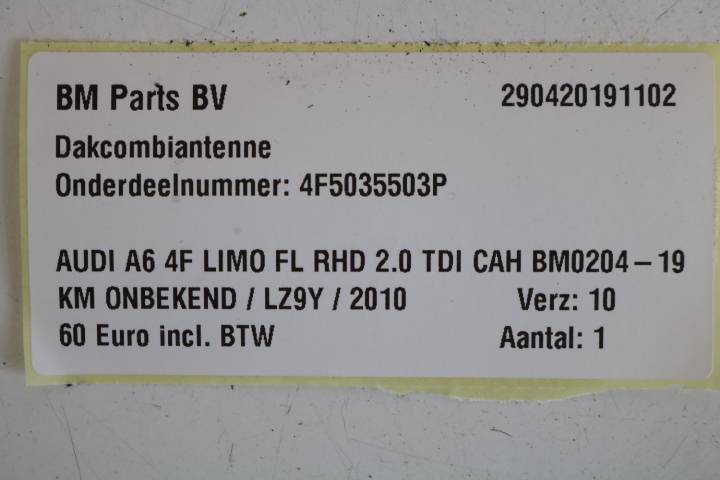 BM Parts BV 290420191102
Dakcombiantenne
Onderdeelnummer: 4F5035503P
AUDI A6 4F LIMO FL RHD 2.0 TDI CAH BM0204-19
KM ONBEKEND / LZ9Y / 2010 Verz: 10
60 Euro incl. BTW Aantal: 1